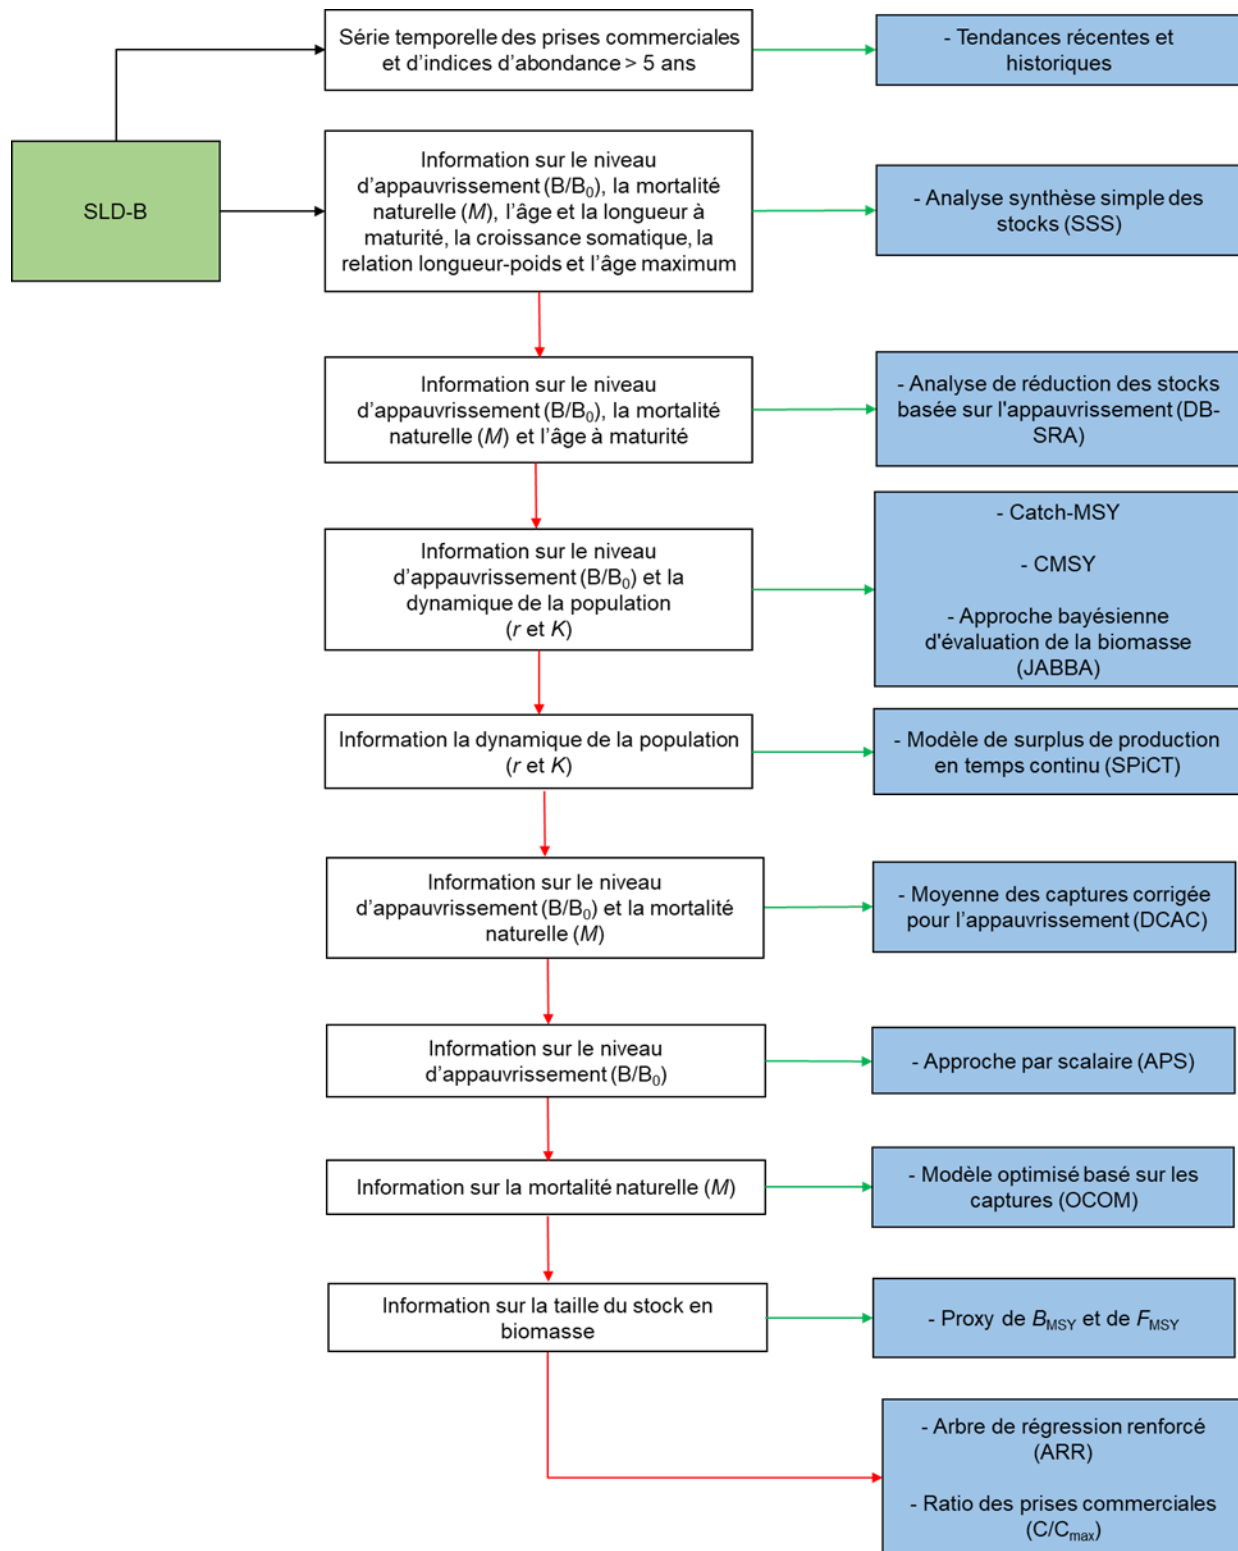 Série temporelle des prises commerciales
et d'indices d'abondance > 5 ans
- Tendances récentes et
historiques
SLD-B
Information sur le niveau
d'appauvrissement (B/B₀), la mortalité
naturelle (M), l'âge et la longueur à
maturité, la croissance somatique, la
relation longueur-poids et l'âge maximum
- Analyse synthèse simple des
stocks (SSS)
Information sur le niveau
d'appauvrissement (B/B₀), la mortalité
naturelle (M) et l'âge à maturité
- Analyse de réduction des stocks
basée sur l'appauvrissement (DB-
SRA)
Information sur le niveau
d'appauvrissement (B/B₀) et la
dynamique de la population
(r et K)
- Catch-MSY
- CMSY
- Approche bayésienne
d'évaluation de la biomasse
(JABBA)
Information la dynamique de la population
(r et K)
- Modèle de surplus de production
en temps continu (SPiCT)
Information sur le niveau
d'appauvrissement (B/B₀) et la mortalité
naturelle (M)
- Moyenne des captures corrigée
pour l'appauvrissement (DCAC)
Information sur le niveau
d'appauvrissement (B/B₀)
- Approche par scalaire (APS)
Information sur la mortalité naturelle (M)
- Modèle optimisé basé sur les
captures (OCOM)
Information sur la taille du stock en
biomasse
- Proxy de B_MSY et de F_MSY
- Arbre de régression renforcé
(ARR)
- Ratio des prises commerciales
(C/C_max)